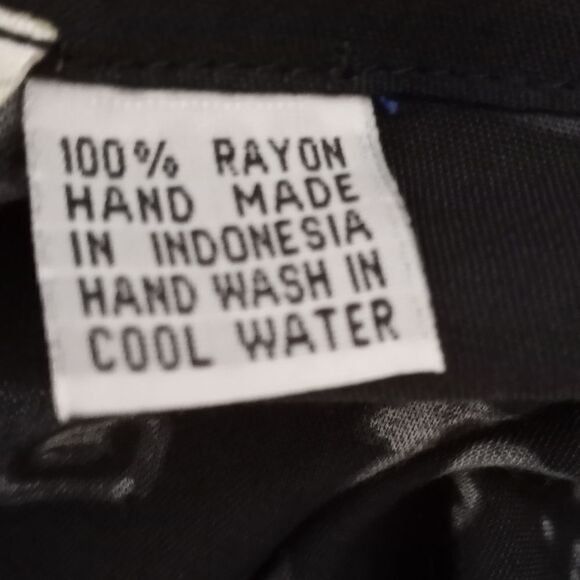 100% RAYON
HAND MADE
IN INDONESIA
HAND WASH IN
COOL WATER